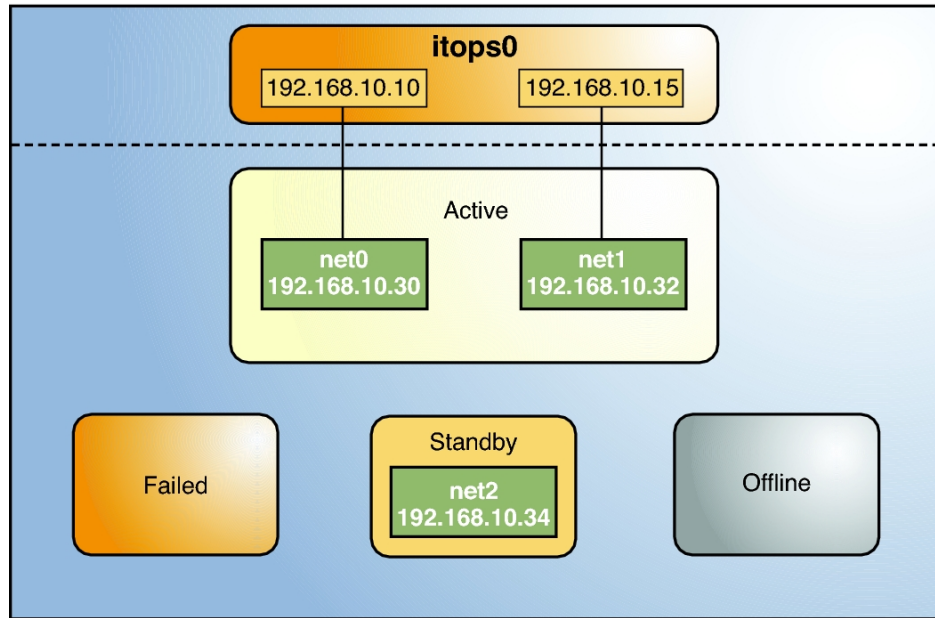 itops0
192.168.10.10
192.168.10.15
Active
net0
192.168.10.30
net1
192.168.10.32
Failed
Standby
net2
192.168.10.34
Offline